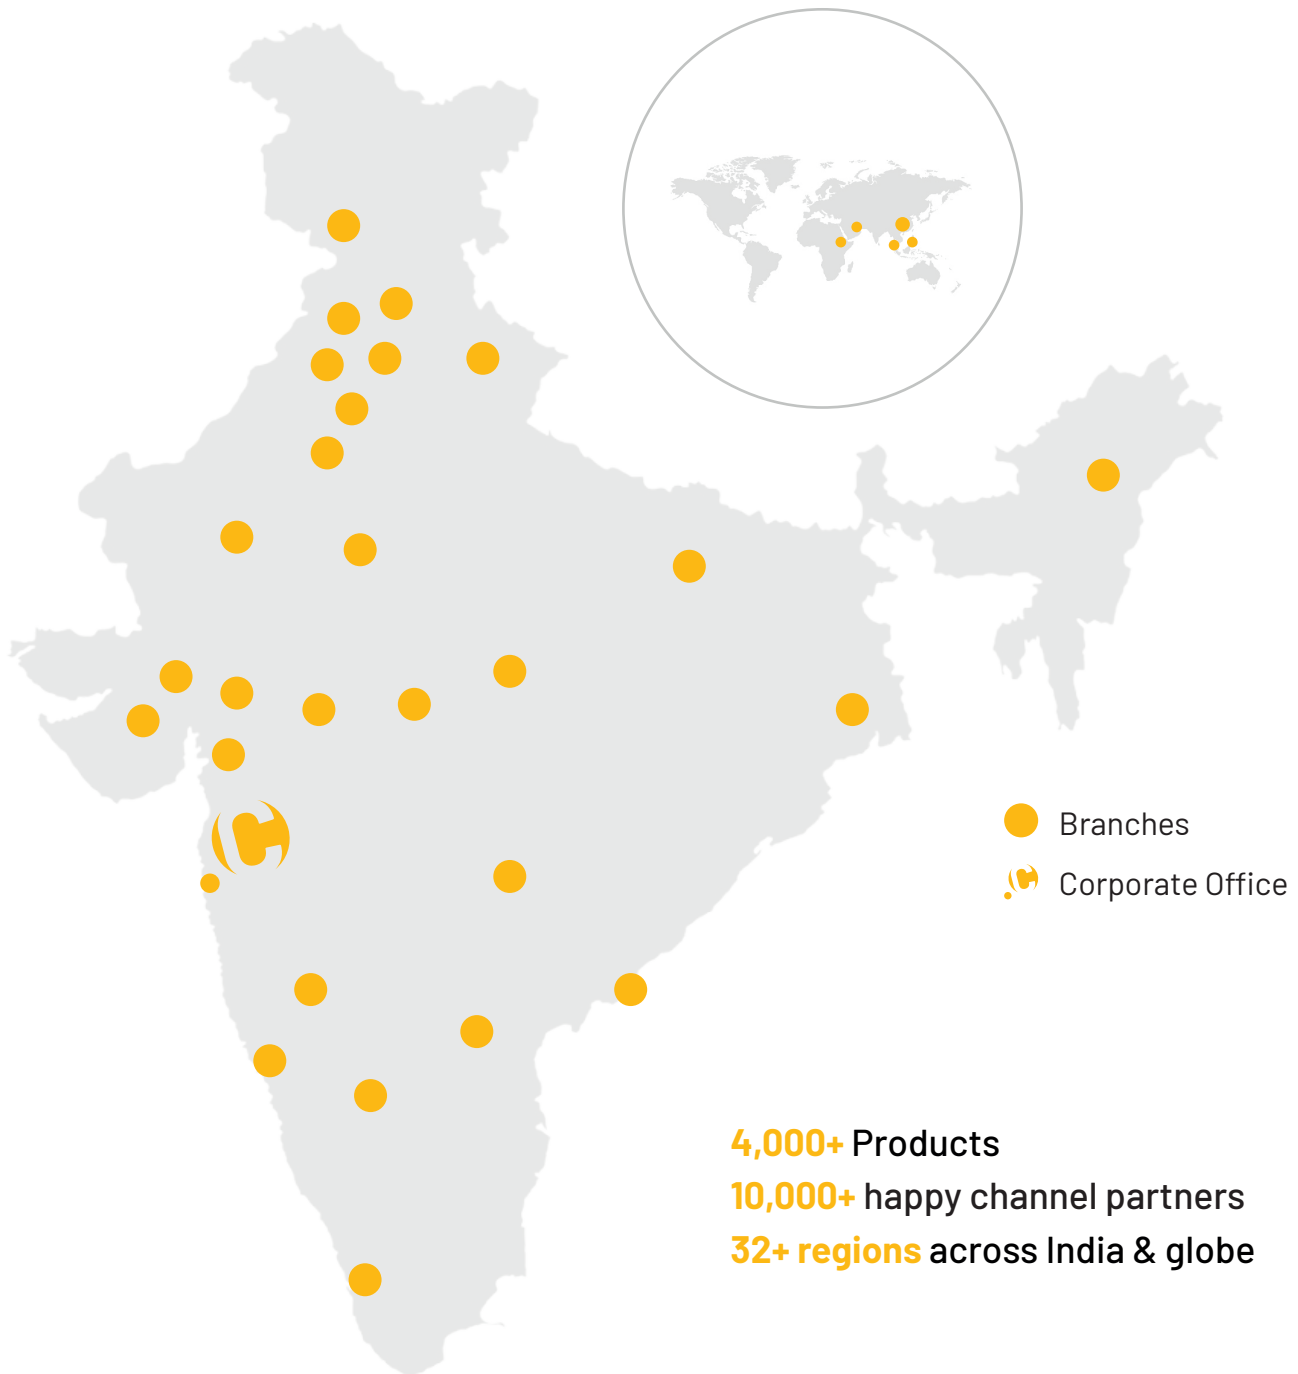 Branches
Corporate Office
4,000+ Products
10,000+ happy channel partners
32+ regions across India & globe